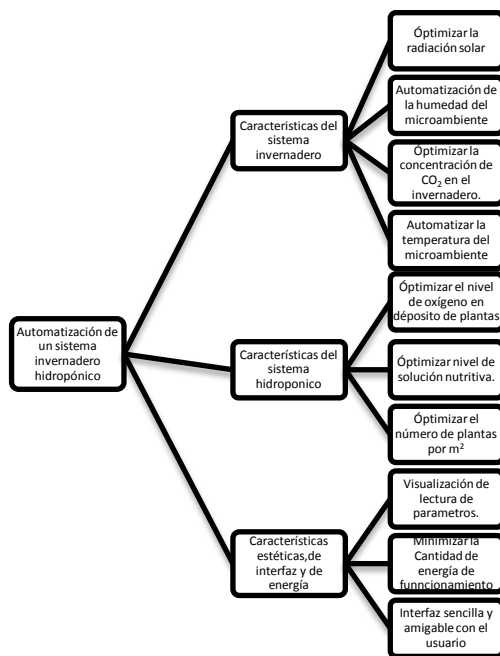 Automatización de
un sistema
invernadero
hidropónico
Caracteristicas del
sistema
invernadero
Óptimizar la
radiación solar
Automatización de
la humedad del
microambiente
Óptimizar la
concentración de
CO₂ en el
invernadero.
Automatizar la
temperatura del
microambiente
Características del
sistema
hidroponico
Óptimizar el nivel
de oxígeno en
déposito de plantas
Óptimizar nivel de
solución nutritiva.
Óptimizar el
número de plantas
por m²
Características
estéticas,de
interfaz y de
energía
Visualización de
lectura de
parametros.
Minimizar la
Cantidad de
energía de
funncionamiento
Interfaz sencilla y
amigable con el
usuario